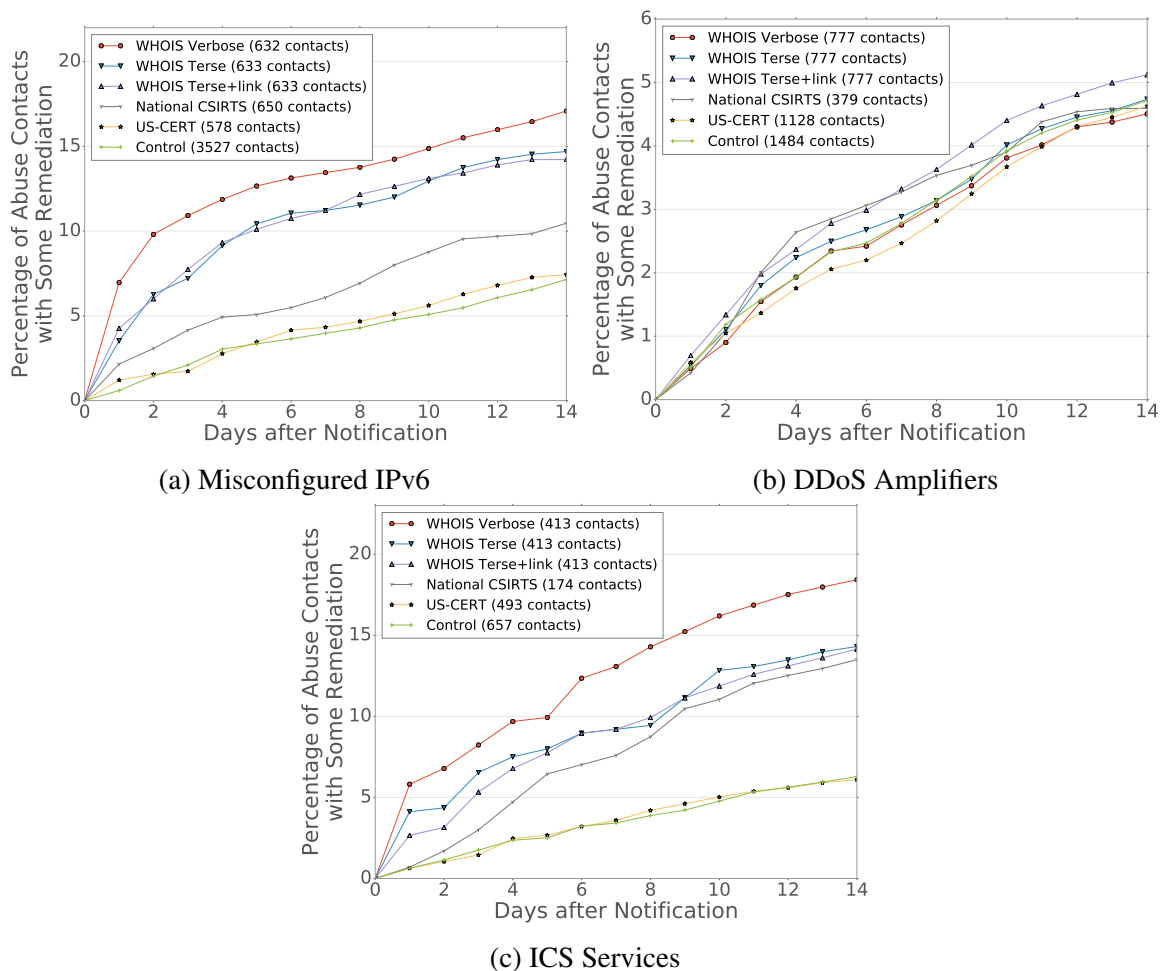 Percentage of Abuse Contacts
with Some Remediation
20
15
10
5
0
WHOIS Verbose (632 contacts)
WHOIS Terse (633 contacts)
WHOIS Terse+link (633 contacts)
National CSIRTS (650 contacts)
US-CERT (578 contacts)
Control (3527 contacts)
0 2 4 6 8 10 12 14
Days after Notification
(a) Misconfigured IPv6
Percentage of Abuse Contacts
with Some Remediation
6
5
4
3
2
1
0
WHOIS Verbose (777 contacts)
WHOIS Terse (777 contacts)
WHOIS Terse+link (777 contacts)
National CSIRTS (379 contacts)
US-CERT (1128 contacts)
Control (1484 contacts)
0 2 4 6 8 10 12 14
Days after Notification
(b) DDoS Amplifiers
Percentage of Abuse Contacts
with Some Remediation
20
15
10
5
0
WHOIS Verbose (413 contacts)
WHOIS Terse (413 contacts)
WHOIS Terse+link (413 contacts)
National CSIRTS (174 contacts)
US-CERT (493 contacts)
Control (657 contacts)
0 2 4 6 8 10 12 14
Days after Notification
(c) ICS Services